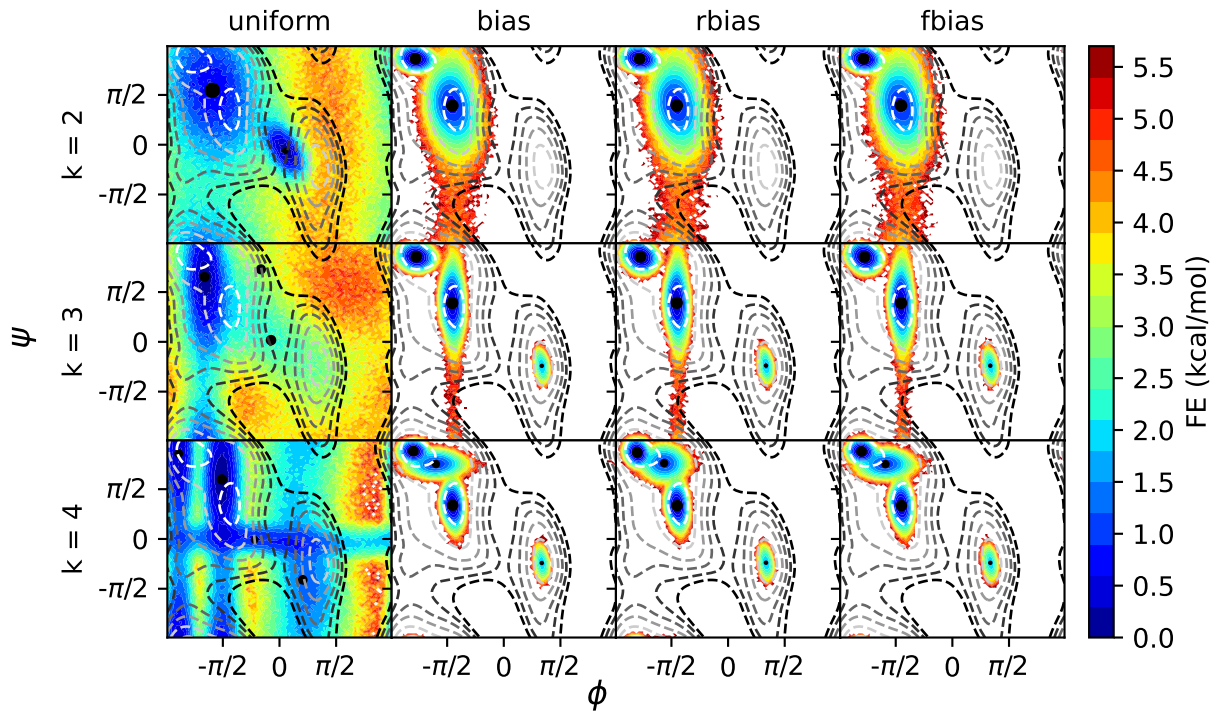 uniform bias rbias fbias
k = 2
π/2
0
-π/2
k = 3
π/2
0
-π/2
k = 4
π/2
0
-π/2
ψ
-π/2 0 π/2 -π/2 0 π/2 -π/2 0 π/2 -π/2 0 π/2
ϕ
5.5
5.0
4.5
4.0
3.5
3.0
2.5
2.0
1.5
1.0
0.5
0.0
FE (kcal/mol)